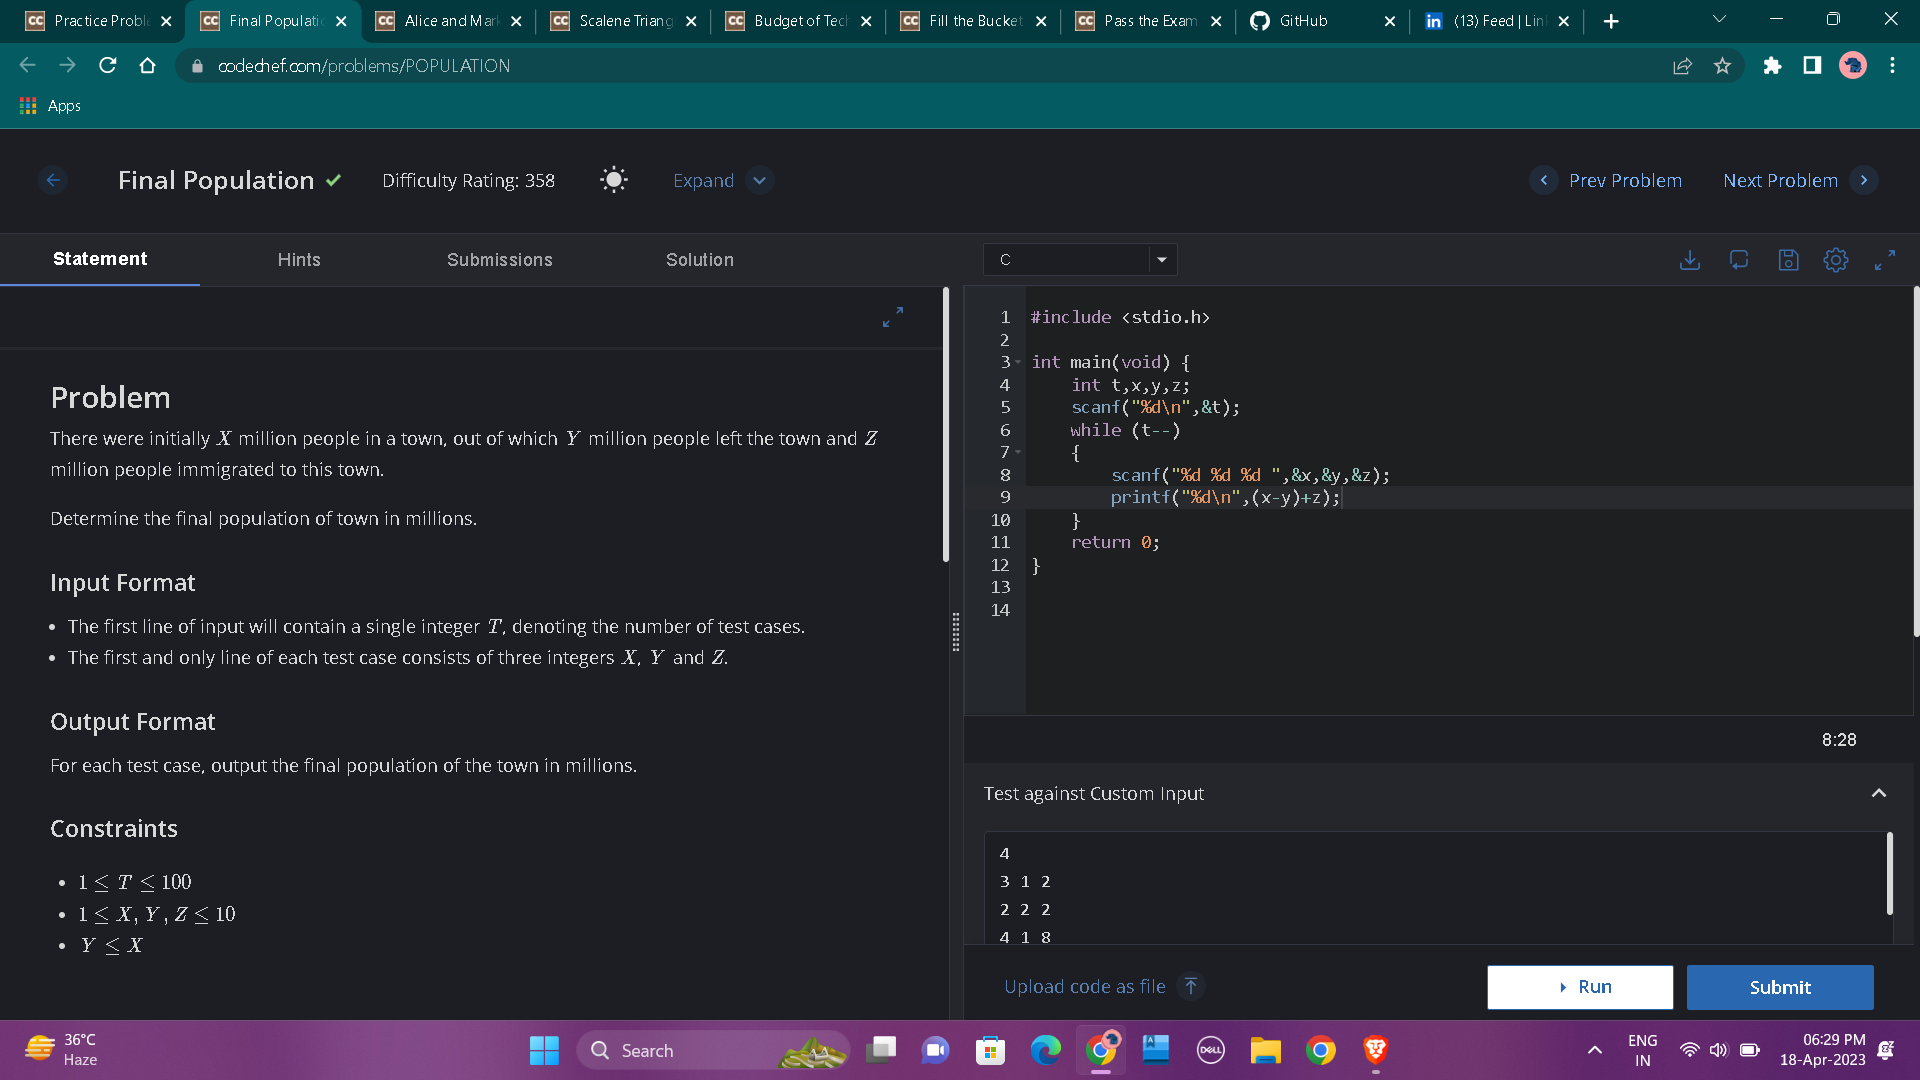 Practice Probl
Final Populatio
Alice and Mark
Scalene Triang
Budget of Tech
Fill the Bucket
Pass the Exam
GitHub
(13) Feed | Lin
codechef.com/problems/POPULATION
Apps
Final Population
Difficulty Rating: 358
Expand
Prev Problem
Next Problem
Statement
Hints
Submissions
Solution
C
Problem
There were initially X million people in a town, out of which Y million people left the town and Z
million people immigrated to this town.
Determine the final population of town in millions.
Input Format
• The first line of input will contain a single integer T, denoting the number of test cases.
• The first and only line of each test case consists of three integers X, Y and Z.
Output Format
For each test case, output the final population of the town in millions.
Constraints
• 1 ≤ T ≤ 100
• 1 ≤ X, Y, Z ≤ 10
• Y ≤ X
1 #include <stdio.h>
2
3 int main(void) {
4     int t,x,y,z;
5     scanf("%d\n",&t);
6     while (t--)
7     {
8         scanf("%d %d %d ",&x,&y,&z);
9         printf("%d\n",(x-y)+z);
10     }
11     return 0;
12 }
13
14
8:28
Test against Custom Input
4
3 1 2
2 2 2
4 1 8
Upload code as file
Run
Submit
36°C
Haze
Search
DELL
ENG
IN
06:29 PM
18-Apr-2023